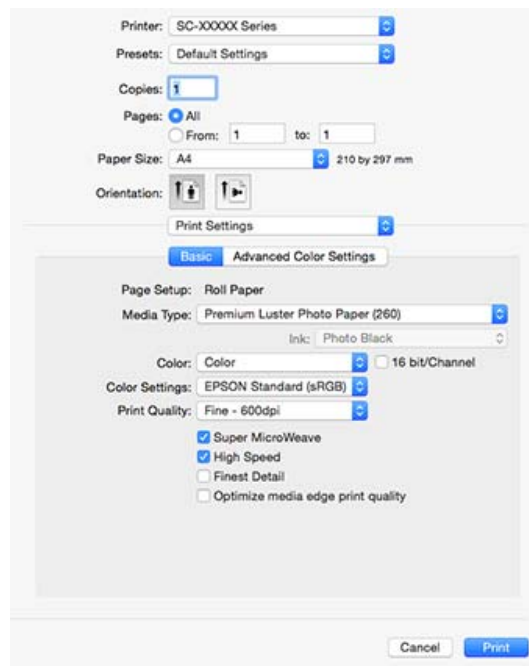 Printer: SC-XXXXX Series
Presets: Default Settings
Copies: 1
Pages: All
From: 1 to: 1
Paper Size: A4 210 by 297 mm
Orientation:
Print Settings
Basic Advanced Color Settings
Page Setup: Roll Paper
Media Type: Premium Luster Photo Paper (260)
Ink: Photo Black
Color: Color 16 bit/Channel
Color Settings: EPSON Standard (sRGB)
Print Quality: Fine - 600dpi
Super MicroWeave
High Speed
Finest Detail
Optimize media edge print quality
Cancel Print